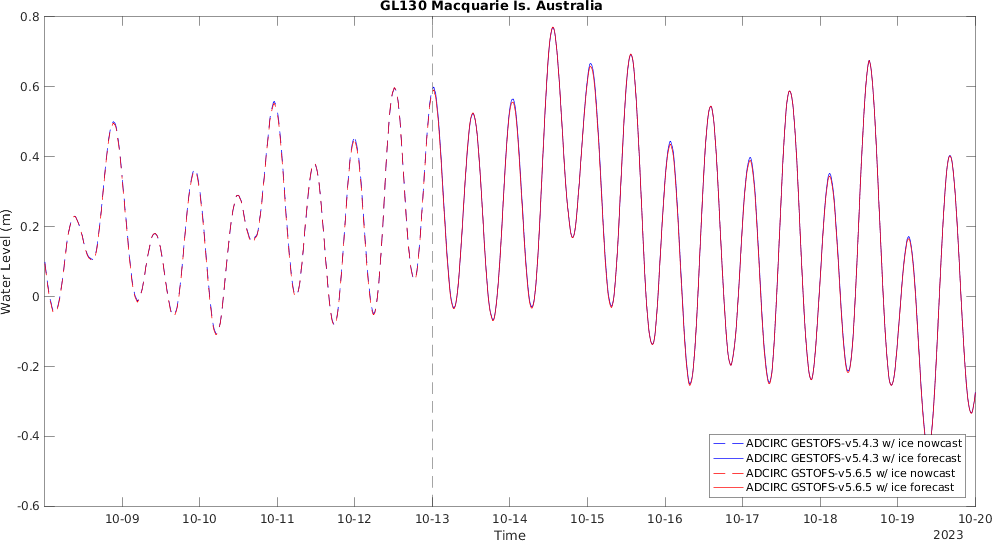 GL130 Macquarie Is. Australia
Water Level (m)
0.8
0.6
0.4
0.2
0
-0.2
-0.4
-0.6
ADCIRC GESTOFS-v5.4.3 w/ ice nowcast
ADCIRC GESTOFS-v5.4.3 w/ ice forecast
ADCIRC GSTOFS-v5.6.5 w/ ice nowcast
ADCIRC GSTOFS-v5.6.5 w/ ice forecast
10-09 10-10 10-11 10-12 10-13 10-14 10-15 10-16 10-17 10-18 10-19 10-20
Time
2023